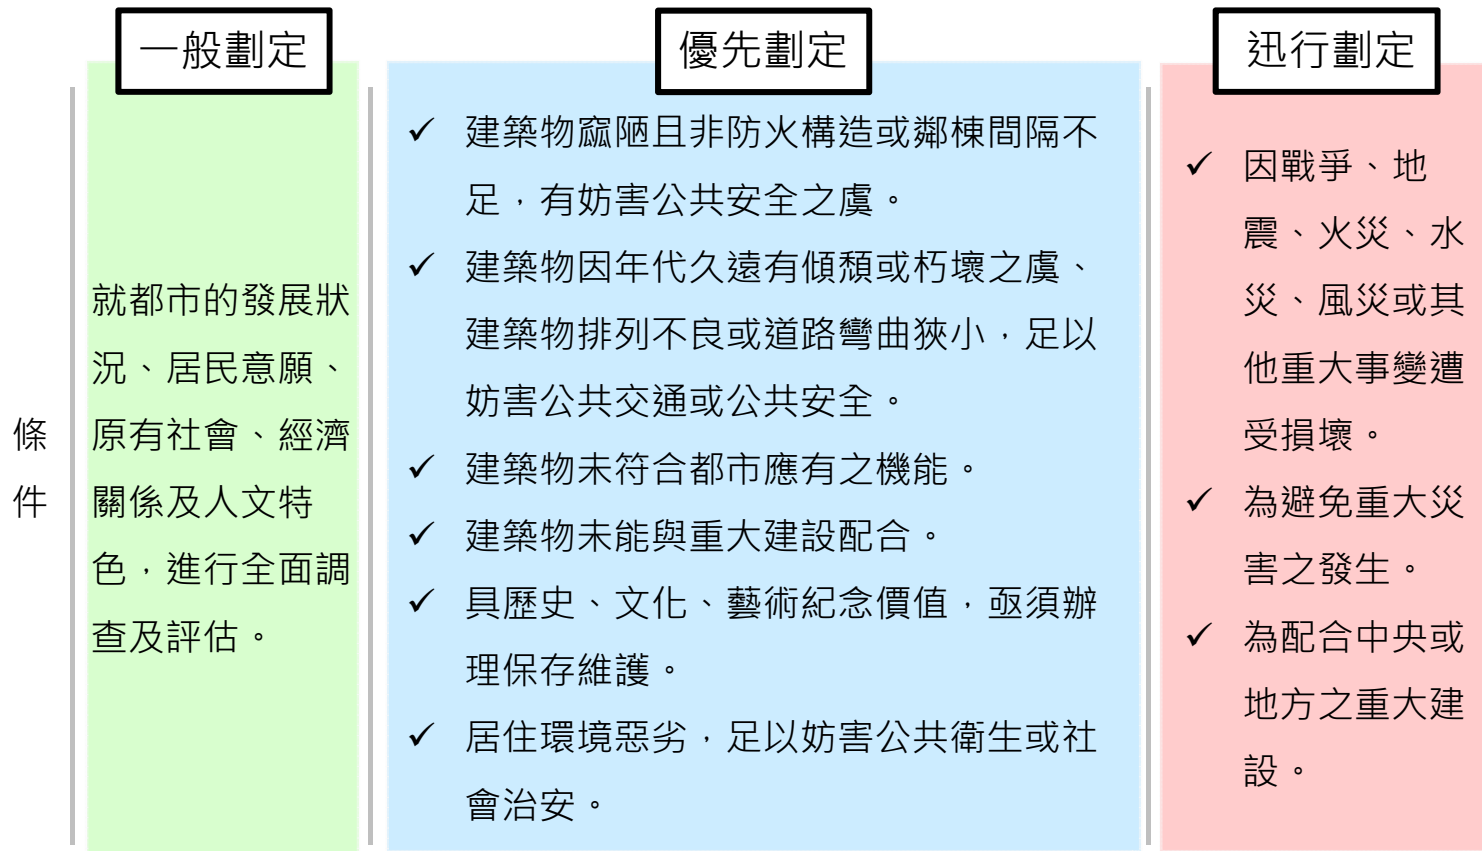 一般劃定
優先劃定
迅行劃定
條
件
就都市的發展狀
況、居民意願、
原有社會、經濟
關係及人文特
色，進行全面調
查及評估。
✓ 建築物窳陋且非防火構造或鄰棟間隔不
足，有妨害公共安全之虞。
✓ 建築物因年代久遠有傾頹或朽壞之虞、
建築物排列不良或道路彎曲狹小，足以
妨害公共交通或公共安全。
✓ 建築物未符合都市應有之機能。
✓ 建築物未能與重大建設配合。
✓ 具歷史、文化、藝術紀念價值，亟須辦
理保存維護。
✓ 居住環境惡劣，足以妨害公共衛生或社
會治安。
✓ 因戰爭、地
震、火災、水
災、風災或其
他重大事變遭
受損壞。
✓ 為避免重大災
害之發生。
✓ 為配合中央或
地方之重大建
設。